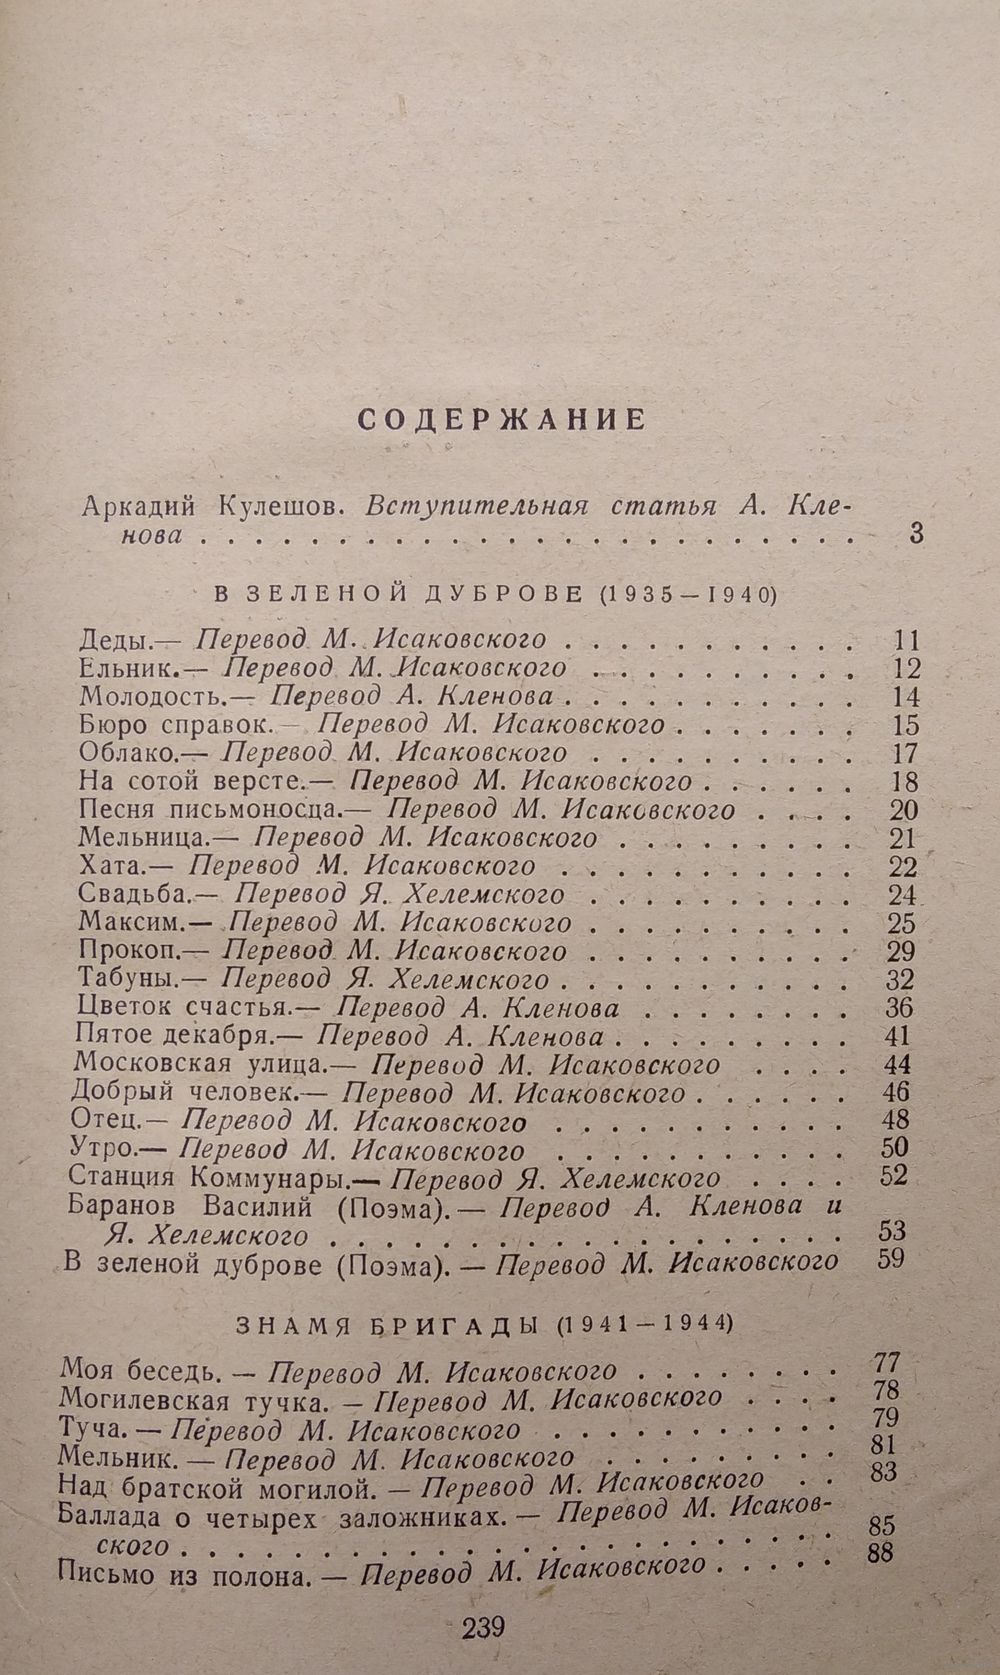 СОДЕРЖАНИЕ
Аркадий Кулешов. Вступительная статья А. Кле-
нова . . . . . . . . . . . . . . . . . . . . . . . . 3
В ЗЕЛЕНОЙ ДУБРОВЕ (1935—1940)
Деды.— Перевод М. Исаковского . . . . . . . . . . . 11
Ельник.— Перевод М. Исаковского . . . . . . . . . . 12
Молодость.— Перевод А. Кленова . . . . . . . . . . . 14
Бюро справок.— Перевод М. Исаковского . . . . . . . 15
Облако.— Перевод М. Исаковского . . . . . . . . . . 17
На сотой версте.— Перевод М. Исаковского . . . . . . 18
Песня письмоносца.— Перевод М. Исаковского . . . . 20
Мельница.— Перевод М. Исаковского . . . . . . . . . 21
Хата.— Перевод М. Исаковского . . . . . . . . . . . 22
Свадьба.— Перевод Я. Хелемского . . . . . . . . . . 24
Максим.— Перевод М. Исаковского . . . . . . . . . . 25
Прокоп.— Перевод М. Исаковского . . . . . . . . . . 29
Табуны.— Перевод Я. Хелемского . . . . . . . . . . . 32
Цветок счастья.— Перевод А. Кленова . . . . . . . . 36
Пятое декабря.— Перевод А. Кленова . . . . . . . . . 41
Московская улица.— Перевод М. Исаковского . . . . 44
Добрый человек.— Перевод М. Исаковского . . . . . . 46
Отец.— Перевод М. Исаковского . . . . . . . . . . . 48
Утро.— Перевод М. Исаковского . . . . . . . . . . . 50
Станция Коммунары.— Перевод Я. Хелемского . . . . 52
Баранов Василий (Поэма).— Перевод А. Кленова и
Я. Хелемского . . . . . . . . . . . . . . . . . . . 53
В зеленой дуброве (Поэма). — Перевод М. Исаковского 59
ЗНАМЯ БРИГАДЫ (1941—1944)
Моя беседь. — Перевод М. Исаковского . . . . . . . . 77
Могилевская тучка. — Перевод М. Исаковского . . . . 78
Туча. — Перевод М. Исаковского . . . . . . . . . . . 79
Мельник. — Перевод М. Исаковского . . . . . . . . . 81
Над братской могилой. — Перевод М. Исаковского . . 83
Баллада о четырех заложниках. — Перевод М. Исаков-
ского . . . . . . . . . . . . . . . . . . . . . . . . 85
Письмо из полона. — Перевод М. Исаковского . . . . . 88
239